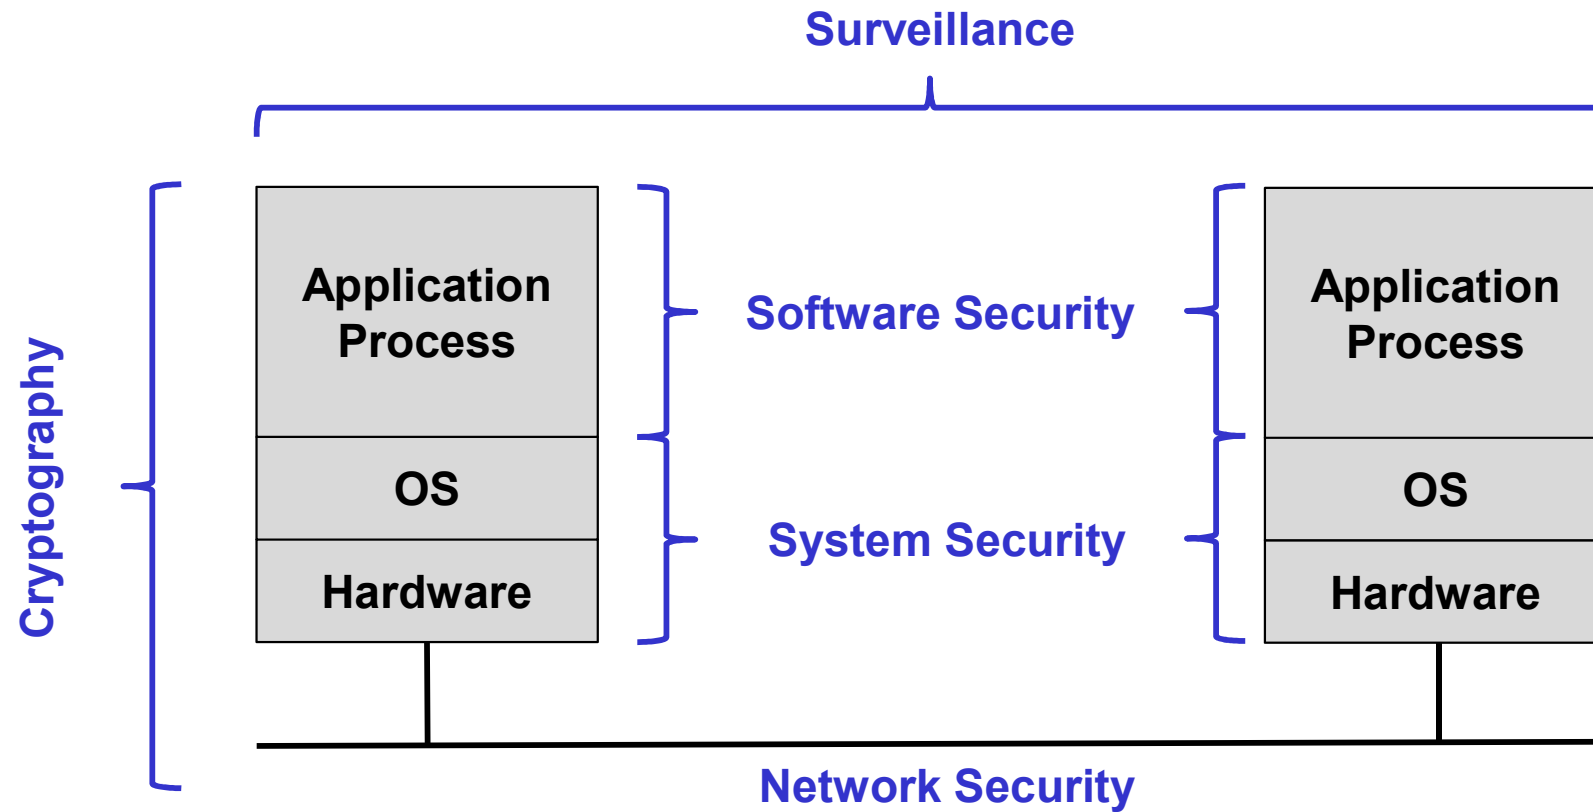 Surveillance
Cryptography
Application
Process
OS
Hardware
Software Security
System Security
Application
Process
OS
Hardware
Network Security